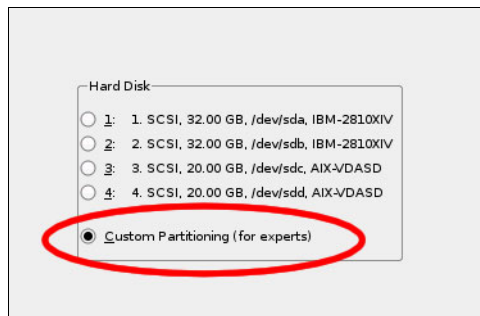 Hard Disk
1: 1. SCSI, 32.00 GB, /dev/sda, IBM-2810XIV
2: 2. SCSI, 32.00 GB, /dev/sdb, IBM-2810XIV
3: 3. SCSI, 20.00 GB, /dev/sdc, AIX-VDASD
4: 4. SCSI, 20.00 GB, /dev/sdd, AIX-VDASD
Custom Partitioning (for experts)